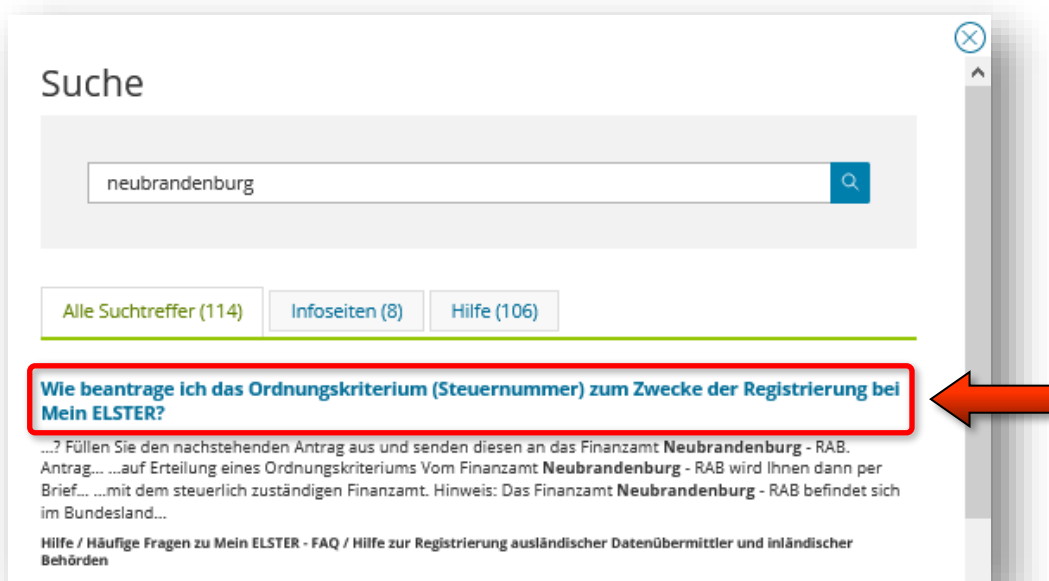 Suche
neubrandenburg
Alle Suchtreffer (114)
Infoseiten (8)
Hilfe (106)
Wie beantrage ich das Ordnungskriterium (Steuernummer) zum Zwecke der Registrierung bei
Mein ELSTER?
...? Füllen Sie den nachstehenden Antrag aus und senden diesen an das Finanzamt Neubrandenburg - RAB.
Antrag... ...auf Erteilung eines Ordnungskriteriums Vom Finanzamt Neubrandenburg - RAB wird Ihnen dann per
Brief... ...mit dem steuerlich zuständigen Finanzamt. Hinweis: Das Finanzamt Neubrandenburg - RAB befindet sich
im Bundesland...
Hilfe / Häufige Fragen zu Mein ELSTER - FAQ / Hilfe zur Registrierung ausländischer Datenübermittler und inländischer
Behörden